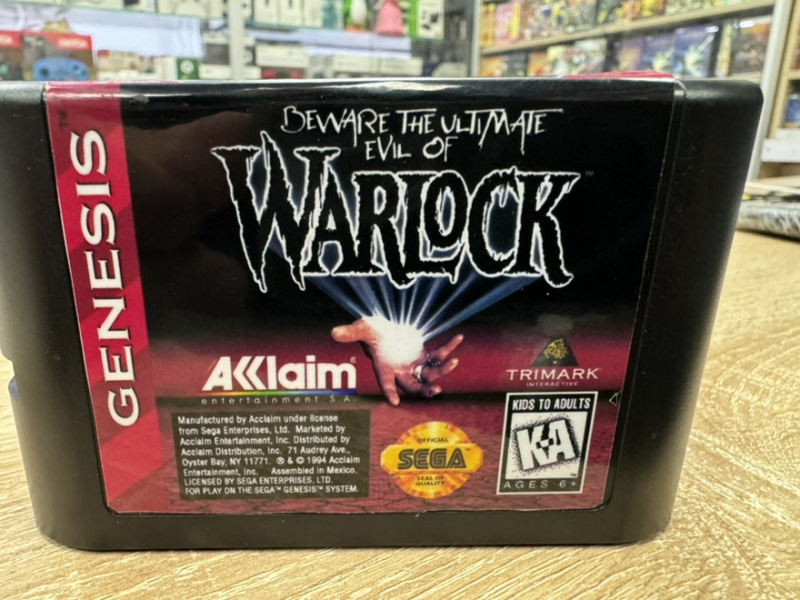 GENESIS
™
BEWARE THE ULTIMATE
EVIL OF
WARLOCK
™
AKKlaim®
entertainment S.A.
Manufactured by Acclaim under license
from Sega Enterprises, Ltd. Marketed by
Acclaim Entertainment, Inc. Distributed by
Acclaim Distribution, Inc. 71 Audrey Ave.,
Oyster Bay, NY 11771. ℗ & © 1994 Acclaim
Entertainment, Inc. Assembled in Mexico.
LICENSED BY SEGA ENTERPRISES, LTD.
FOR PLAY ON THE SEGA™ GENESIS™ SYSTEM.
OFFICIAL
SEGA
SEAL OF
QUALITY
TRIMARK
INTERACTIVE
KIDS TO ADULTS
K-A
AGES 6+